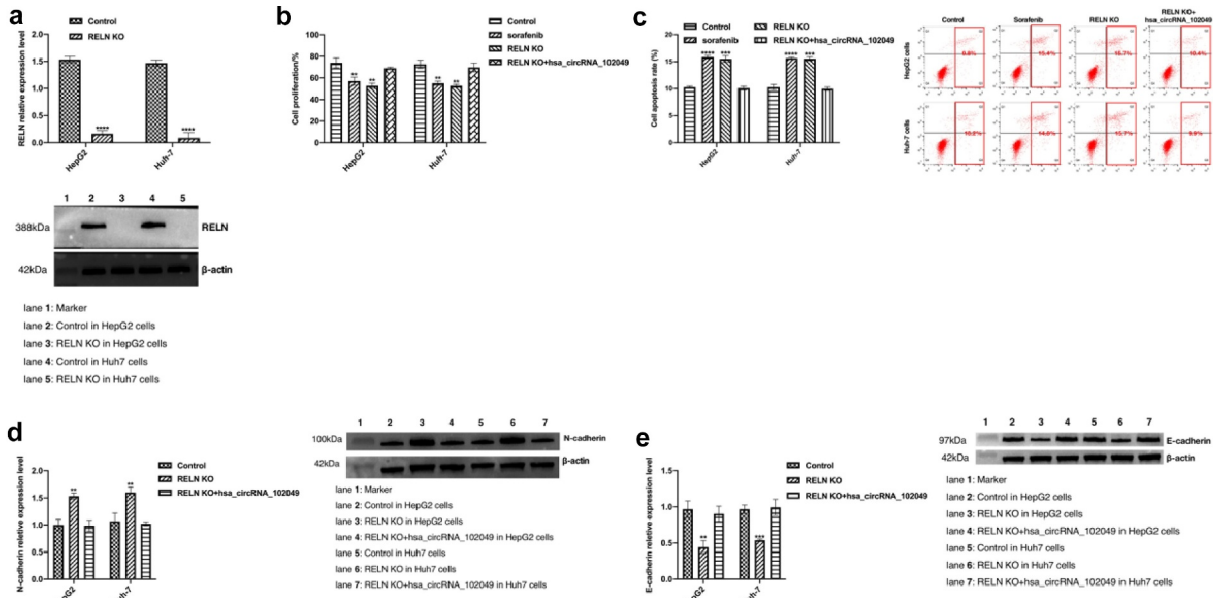 a
Control
RELN KO
RELN relative expression level
2.0
1.5
1.0
0.5
0.0
****
****
HepG2
Huh-7
1 2 3 4 5
388kDa
RELN
42kDa
β-actin
lane 1: Marker
lane 2: Control in HepG2 cells
lane 3: RELN KO in HepG2 cells
lane 4: Control in Huh7 cells
lane 5: RELN KO in Huh7 cells
b
Control
sorafenib
RELN KO
RELN KO+hsa_circRNA_102049
Cell proliferation/%
100
80
60
40
20
0
** **
** **
HepG2
Huh-7
c
Control
RELN KO
sorafenib
RELN KO+hsa_circRNA_102049
Cell apoptosis rate (%)
20
15
10
5
0
**** ***
**** ***
HepG2
Huh-7
Control
Sorafenib
RELN KO
RELN KO+
hsa_circRNA_102049
HepG2 cells
15.4%
10.4%
Huh-7 cells
15.7%
9.9%
d
N-cadherin reletive expression level
2.0
1.5
1.0
0.5
0.0
**
**
Control
RELN KO
RELN KO+hsa_circRNA_102049
1 2 3 4 5 6 7
100kDa
N-cadherin
42kDa
β-actin
lane 1: Marker
lane 2: Control in HepG2 cells
lane 3: RELN KO in HepG2 cells
lane 4: RELN KO+hsa_circRNA_102049 in HepG2 cells
lane 5: Control in Huh7 cells
lane 6: RELN KO in Huh7 cells
lane 7: RELN KO+hsa_circRNA_102049 in Huh7 cells
e
E-cadherin reletive expression level
1.5
1.0
0.5
0.0
**
***
Control
RELN KO
RELN KO+hsa_circRNA_102049
1 2 3 4 5 6 7
97kDa
E-cadherin
42kDa
β-actin
lane 1: Marker
lane 2: Control in HepG2 cells
lane 3: RELN KO in HepG2 cells
lane 4: RELN KO+hsa_circRNA_102049 in HepG2 cells
lane 5: Control in Huh7 cells
lane 6: RELN KO in Huh7 cells
lane 7: RELN KO+hsa_circRNA_102049 in Huh7 cells